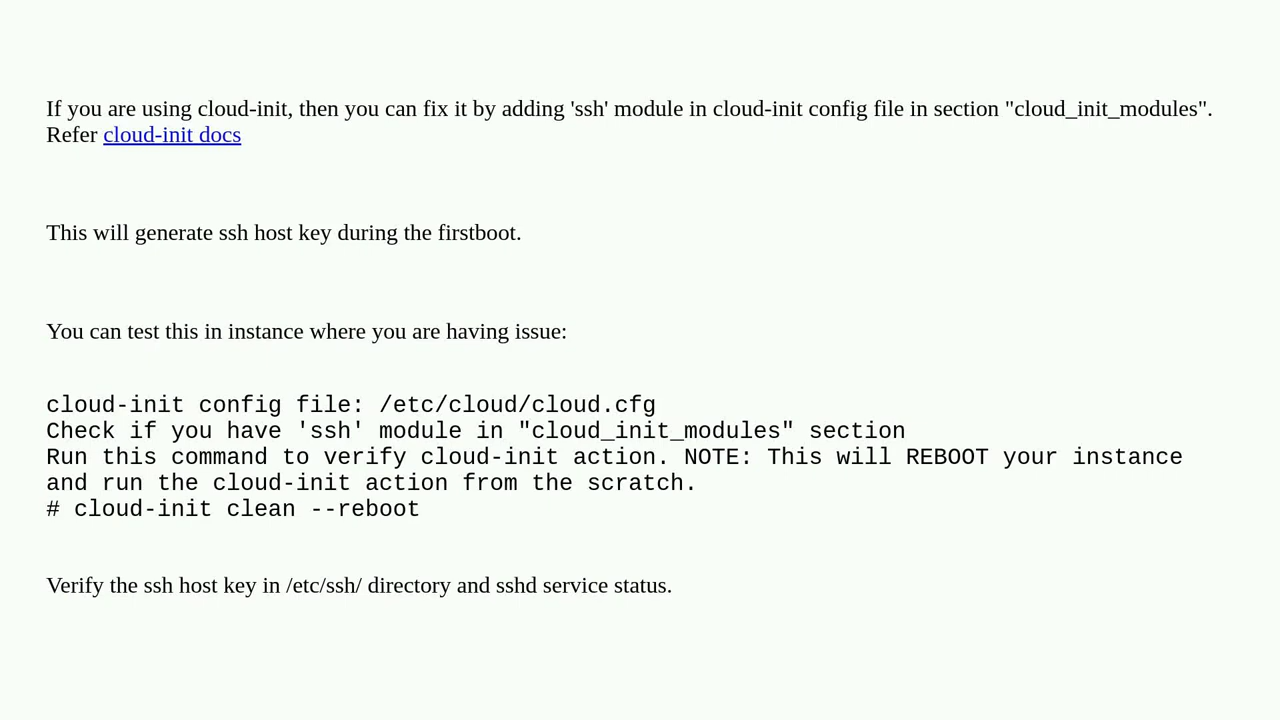 If you are using cloud-init, then you can fix it by adding 'ssh' module in cloud-init config file in section "cloud_init_modules".
Refer cloud-init docs
This will generate ssh host key during the firstboot.
You can test this in instance where you are having issue:
cloud-init config file: /etc/cloud/cloud.cfg
Check if you have 'ssh' module in "cloud_init_modules" section
Run this command to verify cloud-init action. NOTE: This will REBOOT your instance
and run the cloud-init action from the scratch.
# cloud-init clean --reboot
Verify the ssh host key in /etc/ssh/ directory and sshd service status.